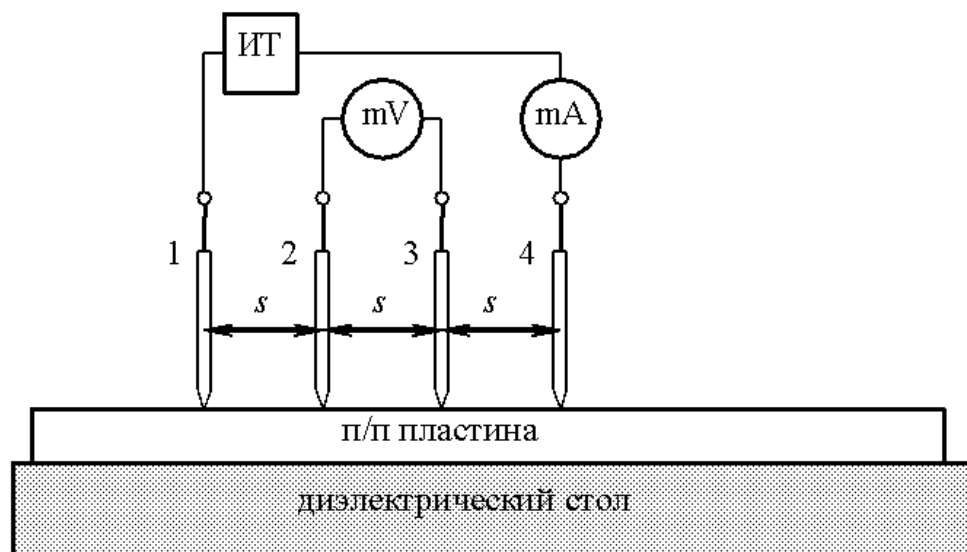 ИТ
mV
mA
1 2 3 4
s s s
п/п пластина
диэлектрический стол